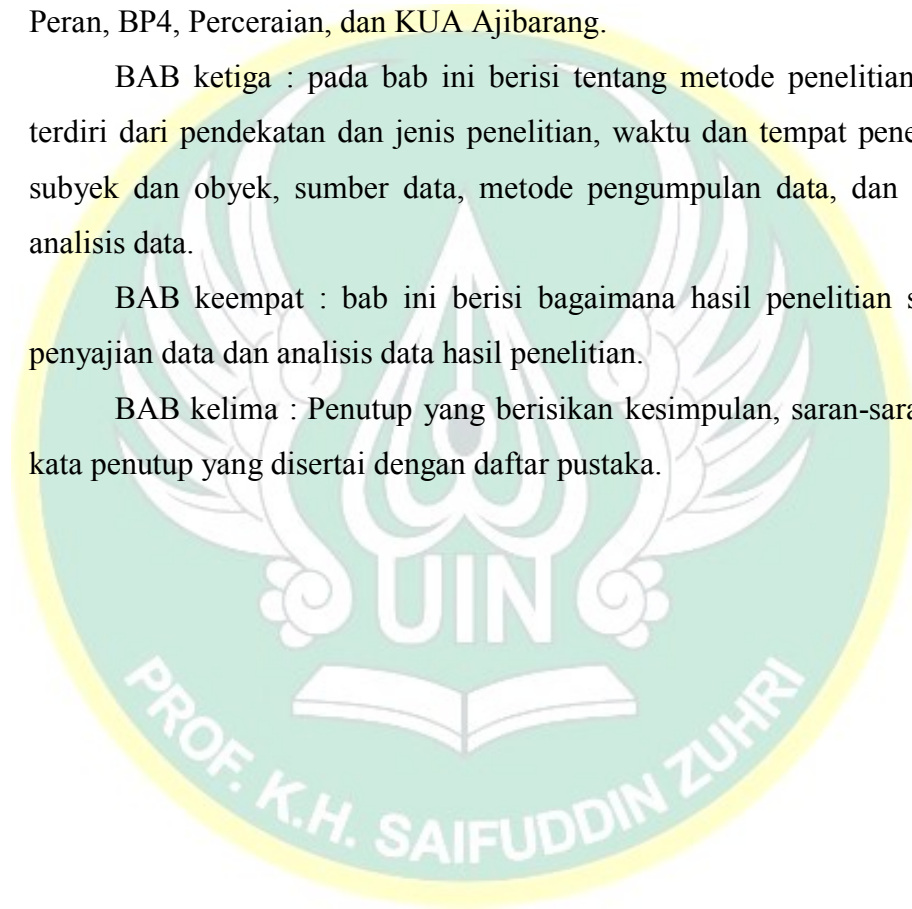 Peran, BP4, Perceraian, dan KUA Ajibarang.
BAB ketiga : pada bab ini berisi tentang metode penelitian
terdiri dari pendekatan dan jenis penelitian, waktu dan tempat
subyek dan obyek, sumber data, metode pengumpulan data, dan
analisis data.
BAB keempat : bab ini berisi bagaimana hasil penelitian
penyajian data dan analisis data hasil penelitian.
BAB kelima : Penutup yang berisikan kesimpulan,
kata penutup yang disertai dengan daftar pustaka.
UIN
PROF. K.H. SAIFUDDIN ZUHRI